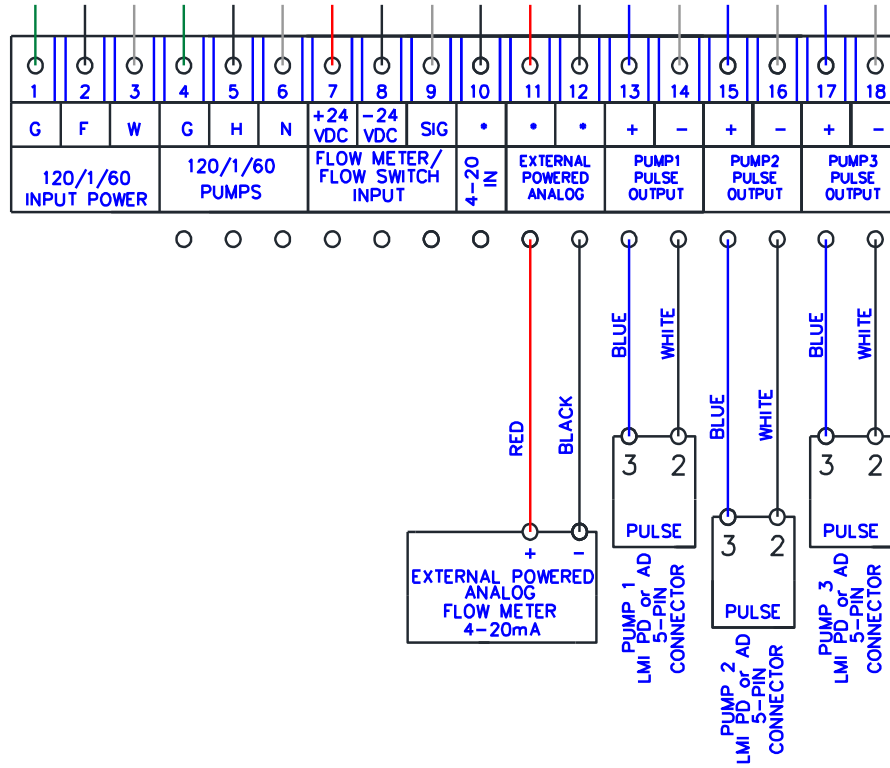 1 2 3 4 5 6 7 8 9 10 11 12 13 14 15 16 17 18
G F W G H N +24 VDC -24 VDC SIG * * * + - + - + -
120/1/60
INPUT POWER
120/1/60
PUMPS
FLOW METER/
FLOW SWITCH
INPUT
4-20
IN
EXTERNAL
POWERED
ANALOG
PUMP1
PULSE
OUTPUT
PUMP2
PULSE
OUTPUT
PUMP3
PULSE
OUTPUT
RED
BLACK
BLUE
WHITE
BLUE
WHITE
BLUE
WHITE
+ -
EXTERNAL POWERED
ANALOG
FLOW METER
4-20mA
3 2
PULSE
PUMP 1
LMI PD or AD
5-PIN
CONNECTOR
3 2
PULSE
PUMP 2
LMI PD or AD
5-PIN
CONNECTOR
3 2
PULSE
PUMP 3
LMI PD or AD
5-PIN
CONNECTOR